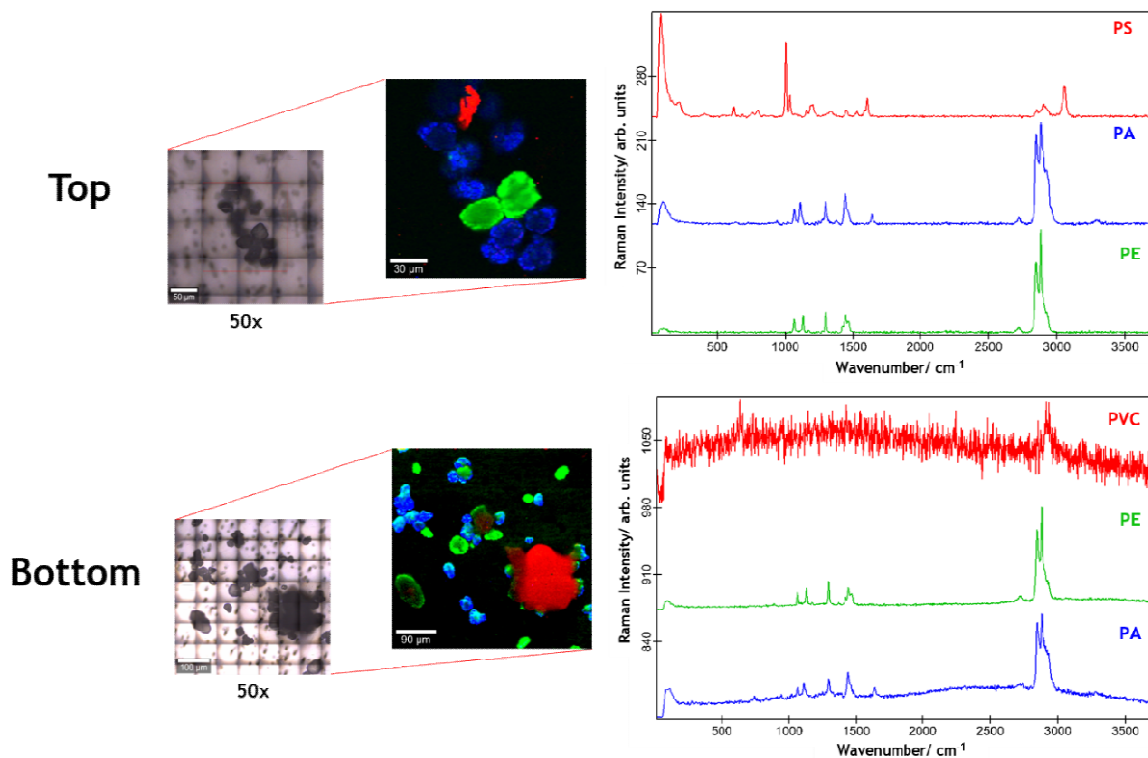 Top
50 µm
50x
30 µm
Raman Intensity/ arb. units
280
210
140
70
PS
PA
PE
500
1000
1500
2000
2500
3000
3500
Wavenumber/ cm-1
Bottom
100 µm
50x
90 µm
Raman Intensity/ arb. units
1050
980
910
840
PVC
PE
PA
500
1000
1500
2000
2500
3000
3500
Wavenumber/ cm-1